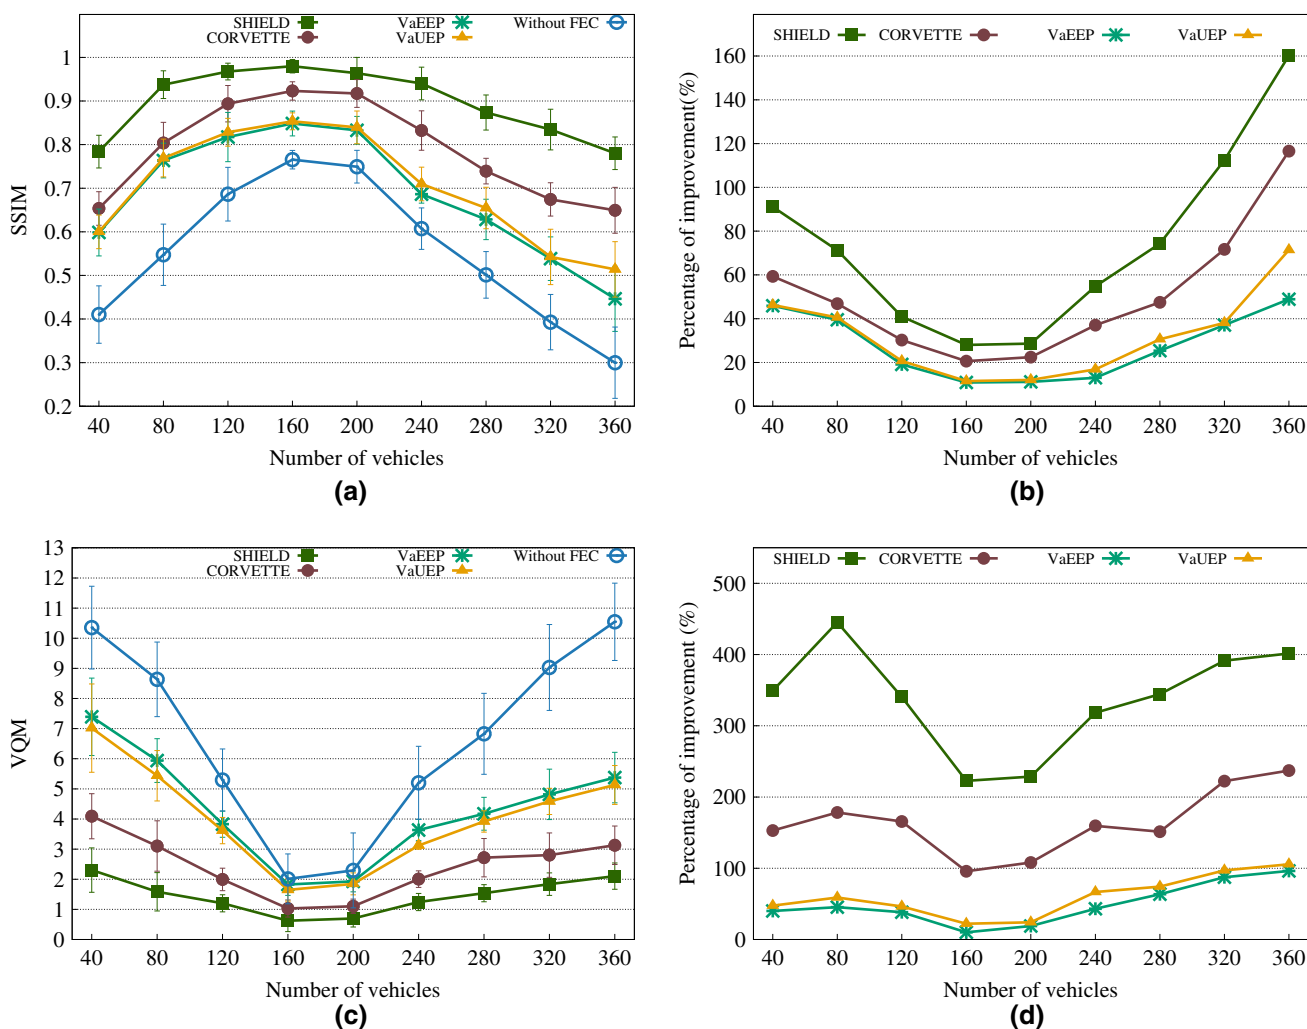 SHIELD VaEEP Without FEC
CORVETTE VaUEP
1
0.9
0.8
0.7
0.6
0.5
0.4
0.3
0.2
SSIM
40 80 120 160 200 240 280 320 360
Number of vehicles
(a)
SHIELD CORVETTE VaEEP VaUEP
160
140
120
100
80
60
40
20
0
Percentage of improvement(%)
40 80 120 160 200 240 280 320 360
Number of vehicles
(b)
SHIELD VaEEP Without FEC
CORVETTE VaUEP
13
12
11
10
9
8
7
6
5
4
3
2
1
0
VQM
40 80 120 160 200 240 280 320 360
Number of vehicles
(c)
SHIELD CORVETTE VaEEP VaUEP
500
400
300
200
100
0
Percentage of improvement (%)
40 80 120 160 200 240 280 320 360
Number of vehicles
(d)